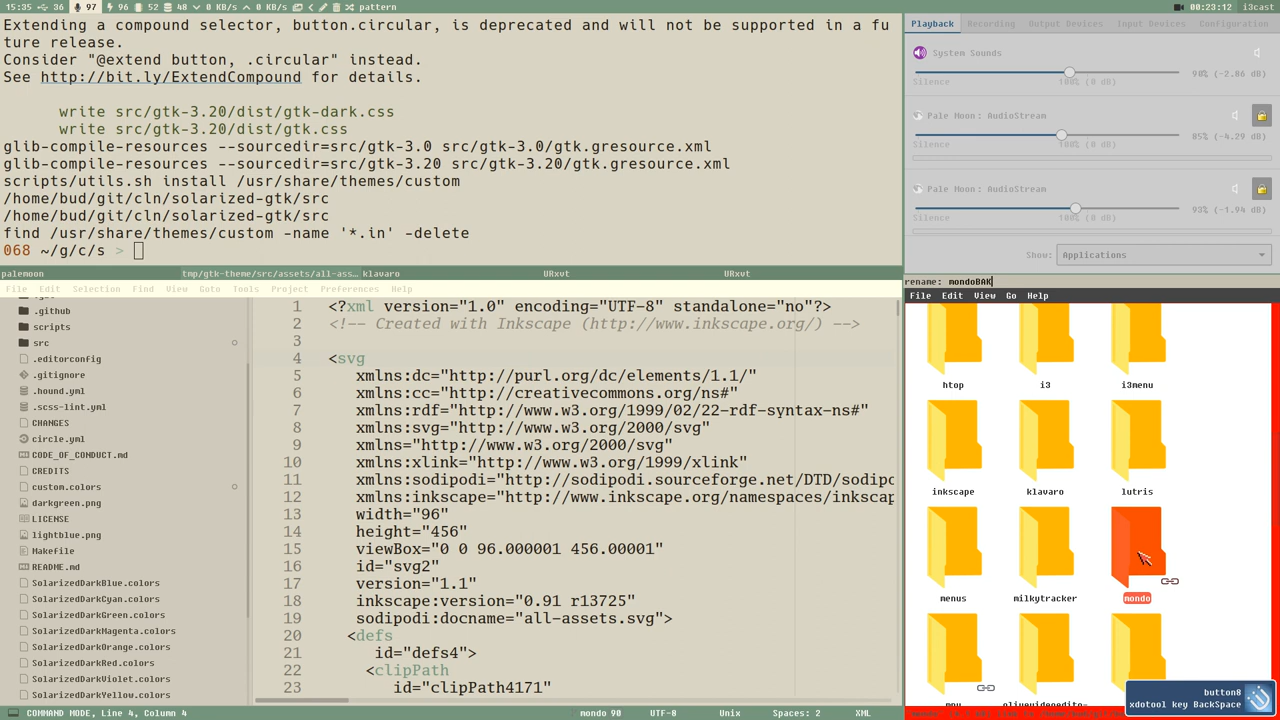 15:35 36 96 97 52 48 0 KB/s 0 KB/s pattern
00:23:12 i3cast
Extending a compound selector, button.circular, is deprecated and will not be supported in a fu
ture release.
Consider "@extend button, .circular" instead.
See http://bit.ly/ExtendCompound for details.
write src/gtk-3.20/dist/gtk-dark.css
write src/gtk-3.20/dist/gtk.css
glib-compile-resources --sourcedir=src/gtk-3.0 src/gtk-3.0/gtk.gresource.xml
glib-compile-resources --sourcedir=src/gtk-3.20 src/gtk-3.20/gtk.gresource.xml
scripts/utils.sh install /usr/share/themes/custom
/home/bud/git/cln/solarized-gtk/src
/home/bud/git/cln/solarized-gtk/src
find /usr/share/themes/custom -name '*.in' -delete
068 ~/g/c/s >
palemoon tmp/gtk-theme/src/assets/all-ass... klavaro URxvt URxvt
File Edit Selection Find View Goto Tools Project Preferences Help
.github
scripts
src
.editorconfig
.gitignore
.hound.yml
.scss-lint.yml
CHANGES
circle.yml
CODE_OF_CONDUCT.md
CREDITS
custom.colors
darkgreen.png
LICENSE
lightblue.png
Makefile
README.md
SolarizedDarkBlue.colors
SolarizedDarkCyan.colors
SolarizedDarkGreen.colors
SolarizedDarkMagenta.colors
SolarizedDarkOrange.colors
SolarizedDarkRed.colors
SolarizedDarkViolet.colors
SolarizedDarkYellow.colors
1 <?xml version="1.0" encoding="UTF-8" standalone="no"?>
2 <!-- Created with Inkscape (http://www.inkscape.org/) -->
3
4 <svg
5 xmlns:dc="http://purl.org/dc/elements/1.1/"
6 xmlns:cc="http://creativecommons.org/ns#"
7 xmlns:rdf="http://www.w3.org/1999/02/22-rdf-syntax-ns#"
8 xmlns:svg="http://www.w3.org/2000/svg"
9 xmlns="http://www.w3.org/2000/svg"
10 xmlns:xlink="http://www.w3.org/1999/xlink"
11 xmlns:sodipodi="http://sodipodi.sourceforge.net/DTD/sodipo
12 xmlns:inkscape="http://www.inkscape.org/namespaces/inkscap
13 width="96"
14 height="456"
15 viewBox="0 0 96.000001 456.00001"
16 id="svg2"
17 version="1.1"
18 inkscape:version="0.91 r13725"
19 sodipodi:docname="all-assets.svg">
20 <defs
21 id="defs4">
22 <clipPath
23 id="clipPath4171"
COMMAND MODE, Line 4, Column 4 mondo 90 UTF-8 Unix Spaces: 2 XML
Playback Recording Output Devices Input Devices Configuration
System Sounds
90% (-2.86 dB)
Silence 100% (0 dB)
Pale Moon: AudioStream
85% (-4.29 dB)
Silence 100% (0 dB)
Pale Moon: AudioStream
93% (-1.94 dB)
Silence 100% (0 dB)
Show: Applications
rename: mondoBAK
File Edit View Go Help
htop i3 i3menu
inkscape klavaro lutris
menus milkytracker mondo
button8
xdotool key BackSpace